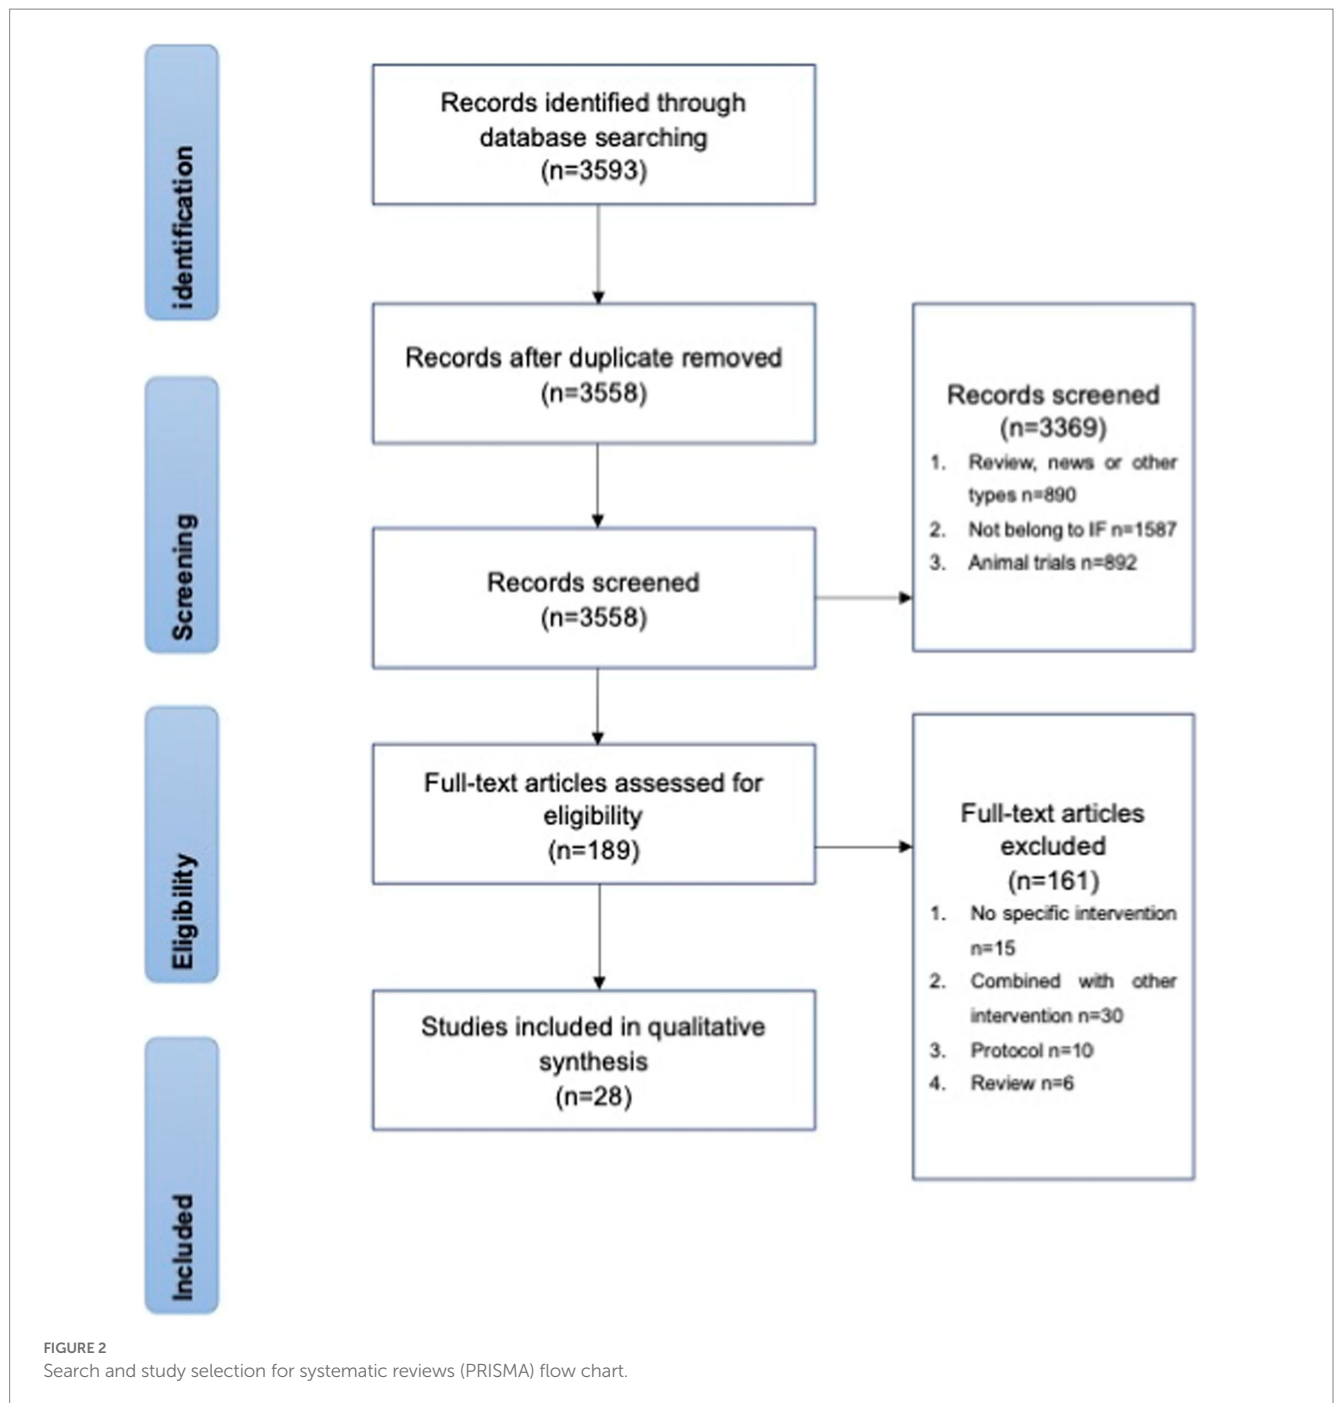 identification
Records identified through
database searching
(n=3593)
Records after duplicate removed
(n=3558)
Screening
Records screened
(n=3558)
Records screened
(n=3369)
1. Review, news or other
types n=890
2. Not belong to IF n=1587
3. Animal trials n=892
Eligibility
Full-text articles assessed for
eligibility
(n=189)
Full-text articles
excluded
(n=161)
1. No specific intervention
n=15
2. Combined with other
intervention n=30
3. Protocol n=10
4. Review n=6
Included
Studies included in qualitative
synthesis
(n=28)
FIGURE 2
Search and study selection for systematic reviews (PRISMA) flow chart.